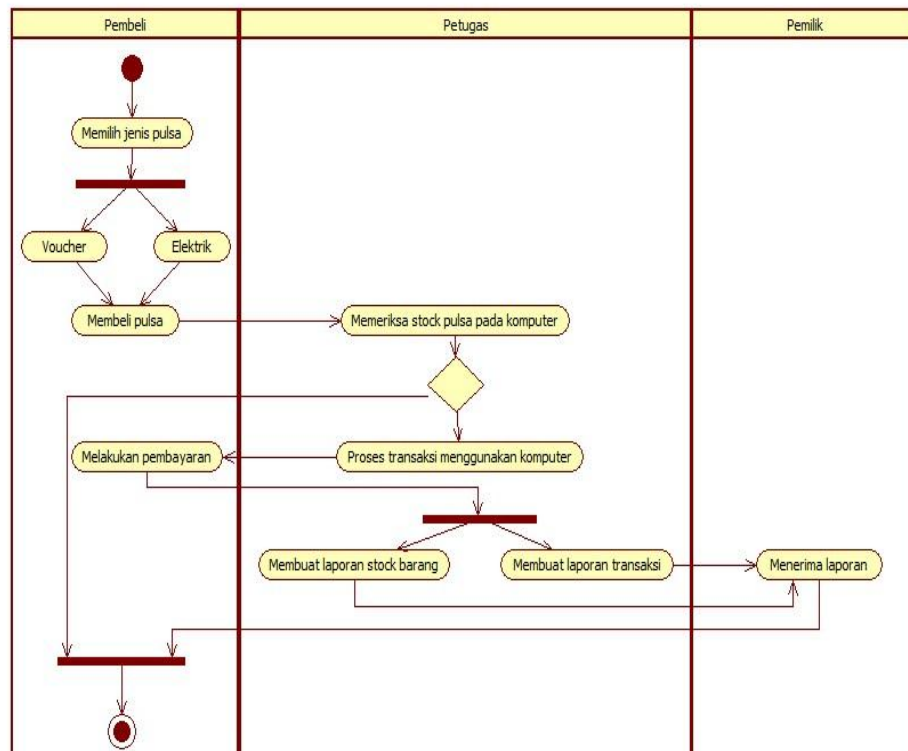 Pembeli
Petugas
Pemilik
Memilih jenis pulsa
Voucher
Elektrik
Membeli pulsa
Memeriksa stock pulsa pada komputer
Melakukan pembayaran
Proses transaksi menggunakan komputer
Membuat laporan stock barang
Membuat laporan transaksi
Menerima laporan